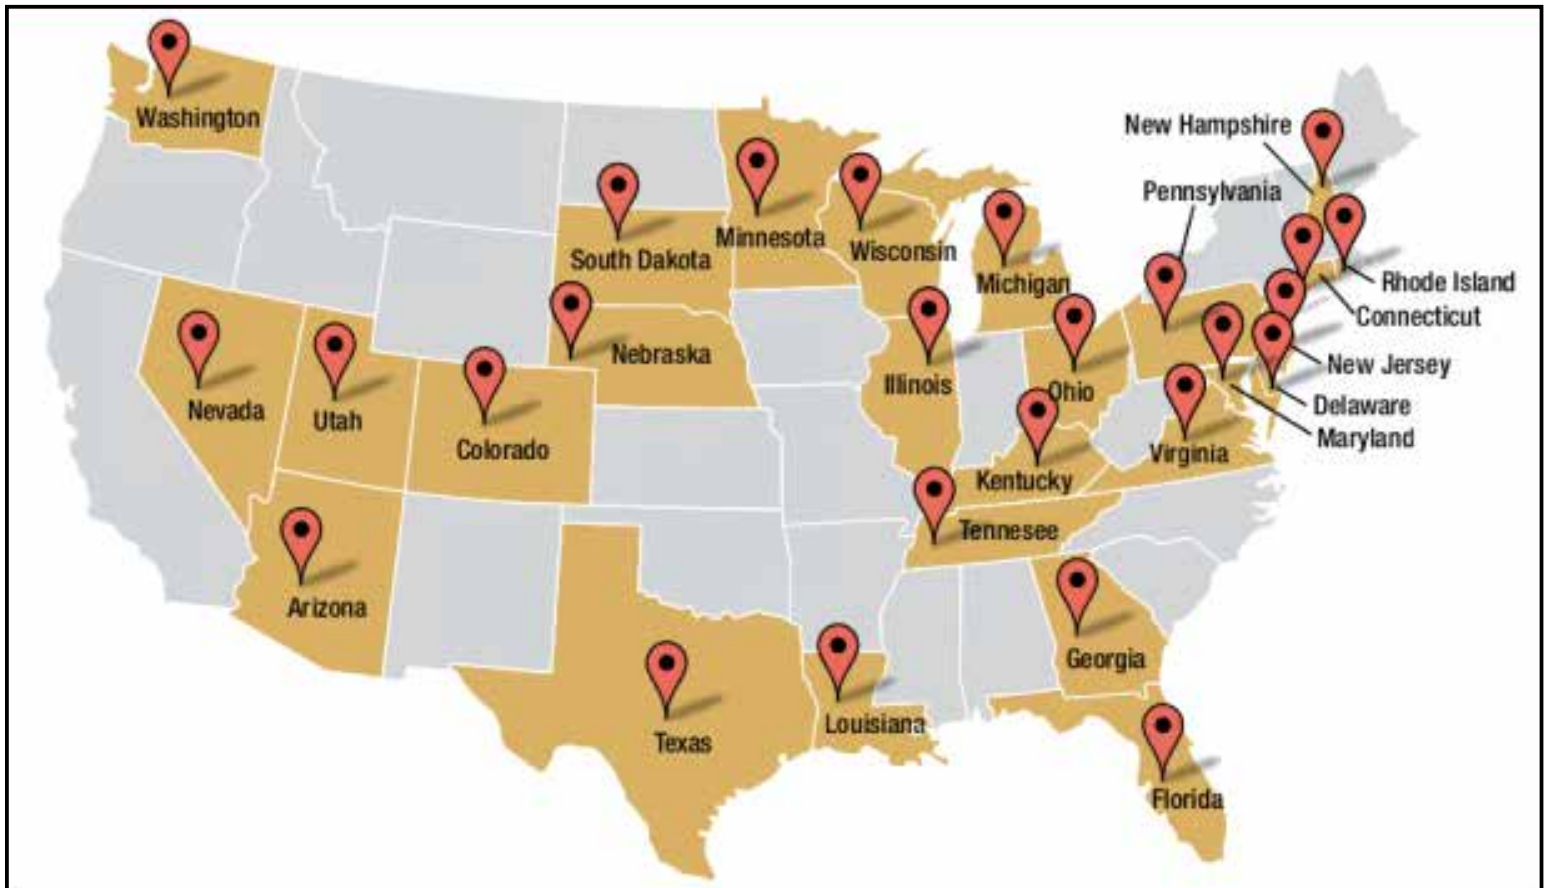 Washington
New Hampshire
Pennsylvania
Minnesota
Wisconsin
South Dakota
Michigan
Rhode Island
Connecticut
Nebraska
New Jersey
Illinois
Ohio
Nevada
Utah
Delaware
Maryland
Colorado
Virginia
Kentucky
Tennesee
Arizona
Georgia
Louisiana
Texas
Florida